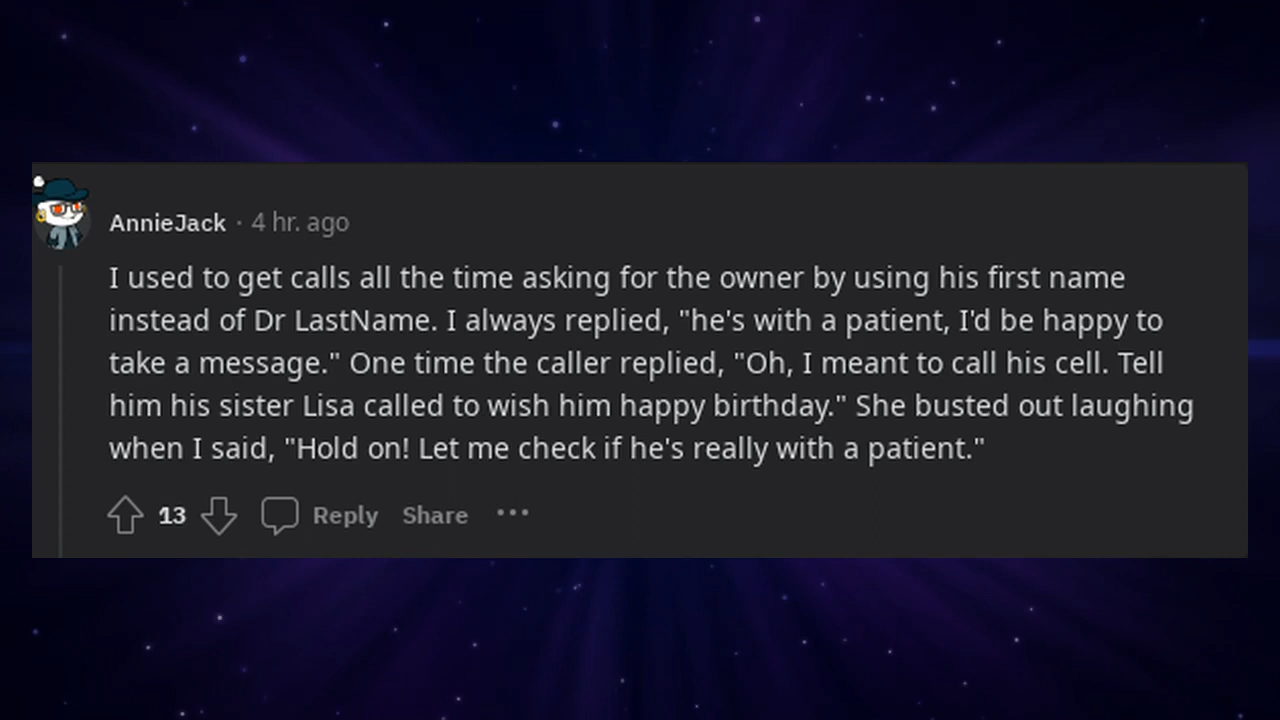 AnnieJack · 4 hr. ago
I used to get calls all the time asking for the owner by using his first name
instead of Dr LastName. I always replied, "he's with a patient, I'd be happy to
take a message." One time the caller replied, "Oh, I meant to call his cell. Tell
him his sister Lisa called to wish him happy birthday." She busted out laughing
when I said, "Hold on! Let me check if he's really with a patient."
13 Reply Share ···